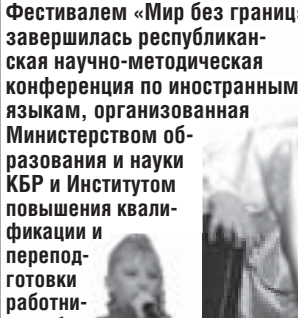 Фестивалем «Мир без границ»
завершилась республикан-
ская научно-методическая
конференция по иностранным
языкам, организованная
Министерством об-
разования и науки
КБР и Институтом
повышения квали-
фикации и
перепод-
готовки
работни-